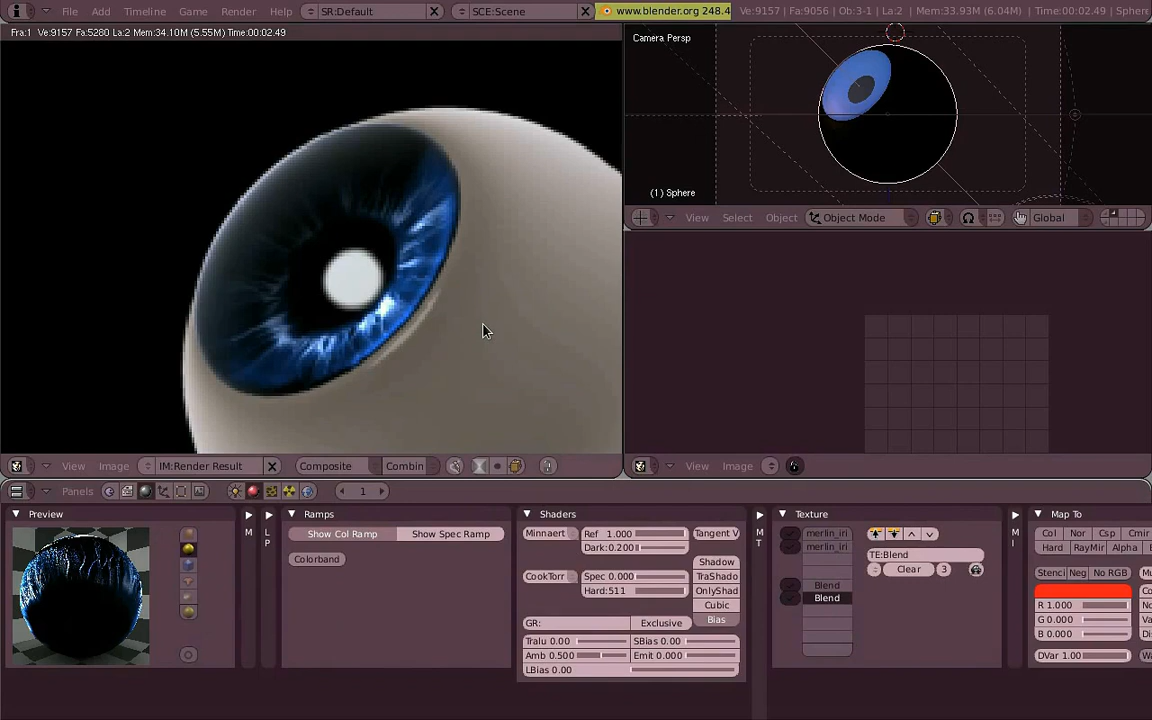 File Add Timeline Game Render Help SR:Default SCE:Scene www.blender.org 248.4 Ve:9157 | Fa:9056 | Ob:3-1 | La:2 | Mem:33.93M (6.04M) | Time:00:02.49 | Sphere
Fra:1 Ve:9157 Fa:5280 La:2 Mem:34.10M (5.55M) Time:00:02.49
Camera Persp
(1) Sphere
View Select Object Object Mode Global
View Image IM:Render Result Composite Combin
View Image
Panels 1
Preview
M
L
P
Ramps
Show Col Ramp Show Spec Ramp
Colorband
Shaders
Minnaert Ref 1.000 Tangent V
Dark:0.200
Shadow
CookTorr Spec 0.000 TraShado
Hard:511 OnlyShad
Cubic
GR: Exclusive Bias
Tralu 0.00 SBias 0.00
Amb 0.500 Emit 0.000
LBias 0.00
M
T
Texture
merlin_iri
merlin_iri
TE:Blend
Clear 3
Blend
Blend
M
I
Map To
Col Nor Csp Cmir
Hard RayMir Alpha
Stenci Neg No RGB
R 1.000
G 0.000
B 0.000
DVar 1.00